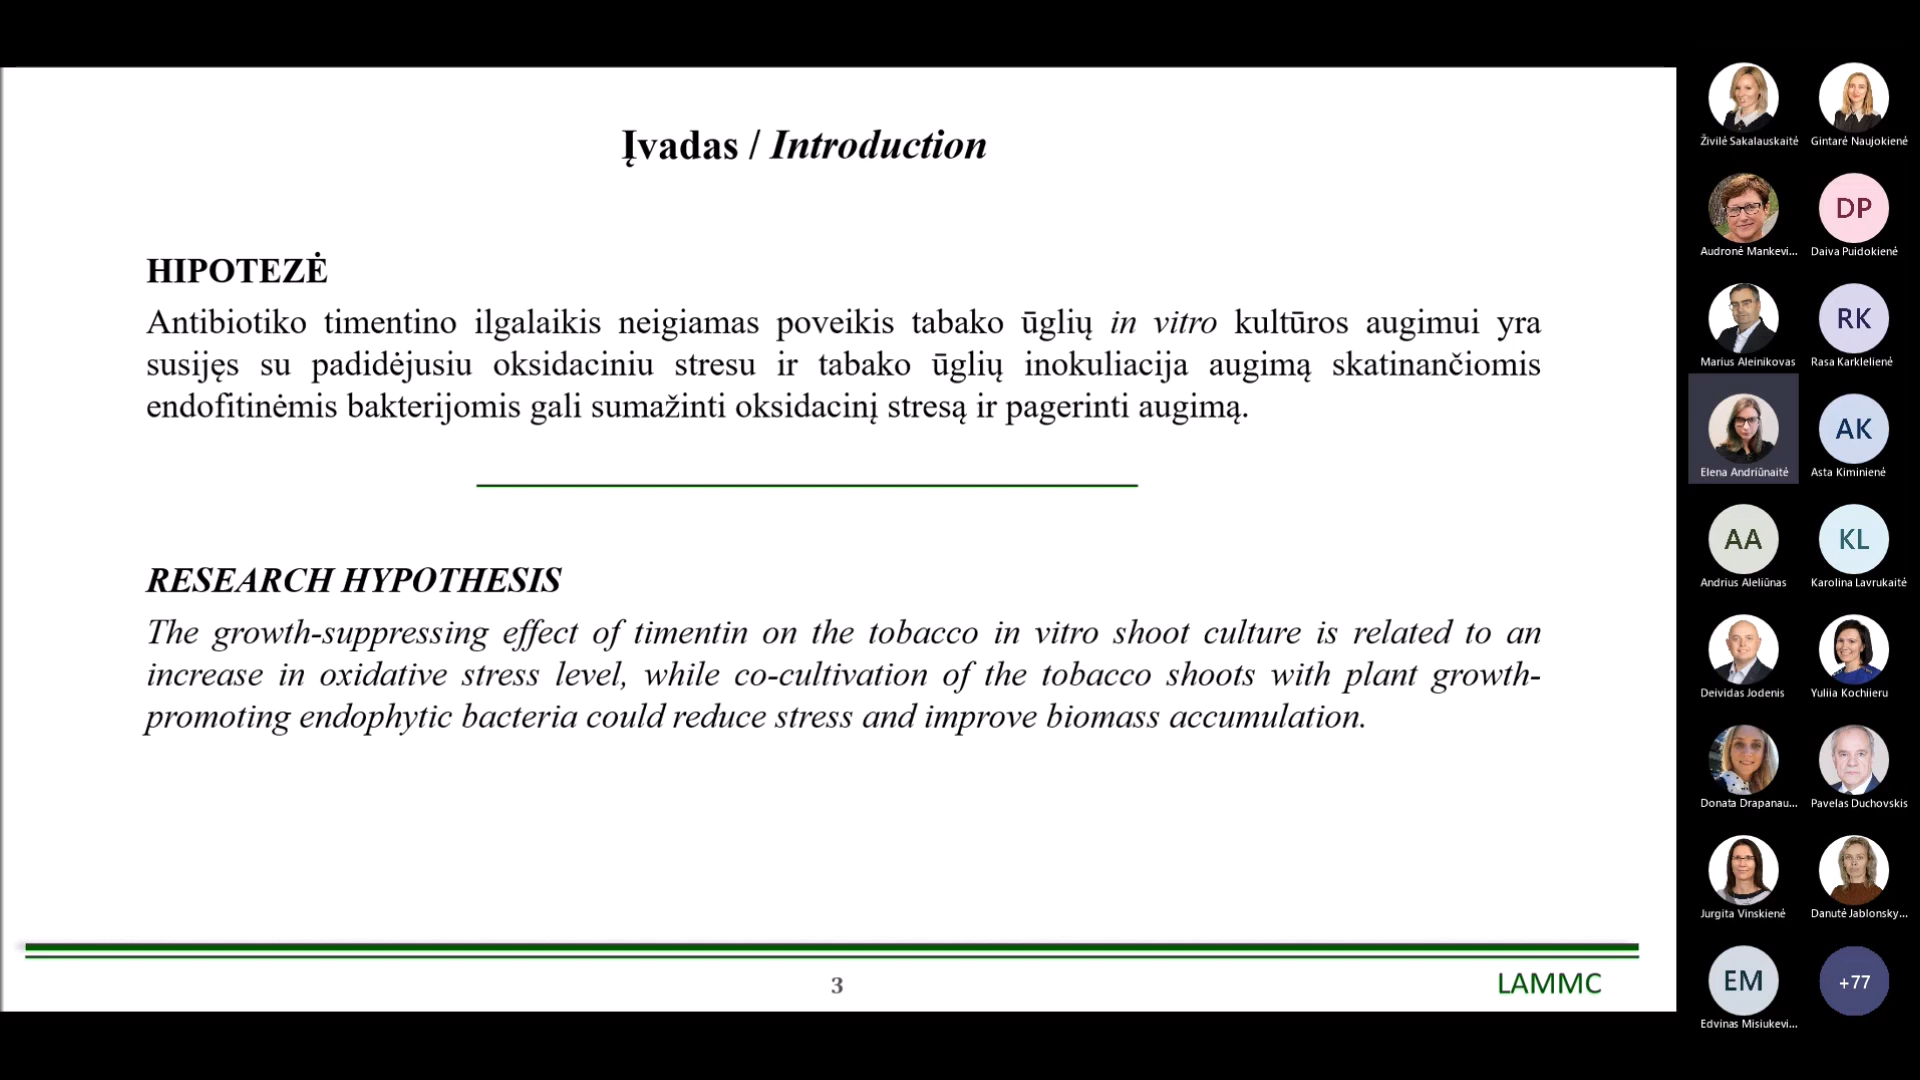 Įvadas / Introduction
HIPOTEZĖ
Antibiotiko timentino ilgalaikis neigiamas poveikis tabako ūglių in vitro kultūros augimui yra
susijęs su padidėjusiu oksidaciniu stresu ir tabako ūglių inokuliacija augimą skatinančiomis
endofitinėmis bakterijomis gali sumažinti oksidacinį stresą ir pagerinti augimą.
RESEARCH HYPOTHESIS
The growth-suppressing effect of timentin on the tobacco in vitro shoot culture is related to an
increase in oxidative stress level, while co-cultivation of the tobacco shoots with plant growth-
promoting endophytic bacteria could reduce stress and improve biomass accumulation.
3
LAMMC
Živilė Sakalauskaitė
Gintarė Naujokienė
Audronė Mankevi...
DP
Daiva Puidokienė
Marius Aleinikovas
RK
Rasa Karklelienė
Elena Andriūnaitė
AK
Asta Kiminienė
AA
Andrius Aleliūnas
KL
Karolina Lavrukaitė
Deividas Jodenis
Yuliia Kochiieru
Donata Drapanau...
Pavelas Duchovskis
Jurgita Vinskienė
Danutė Jablonsky...
EM
Edvinas Misiukevi...
+77